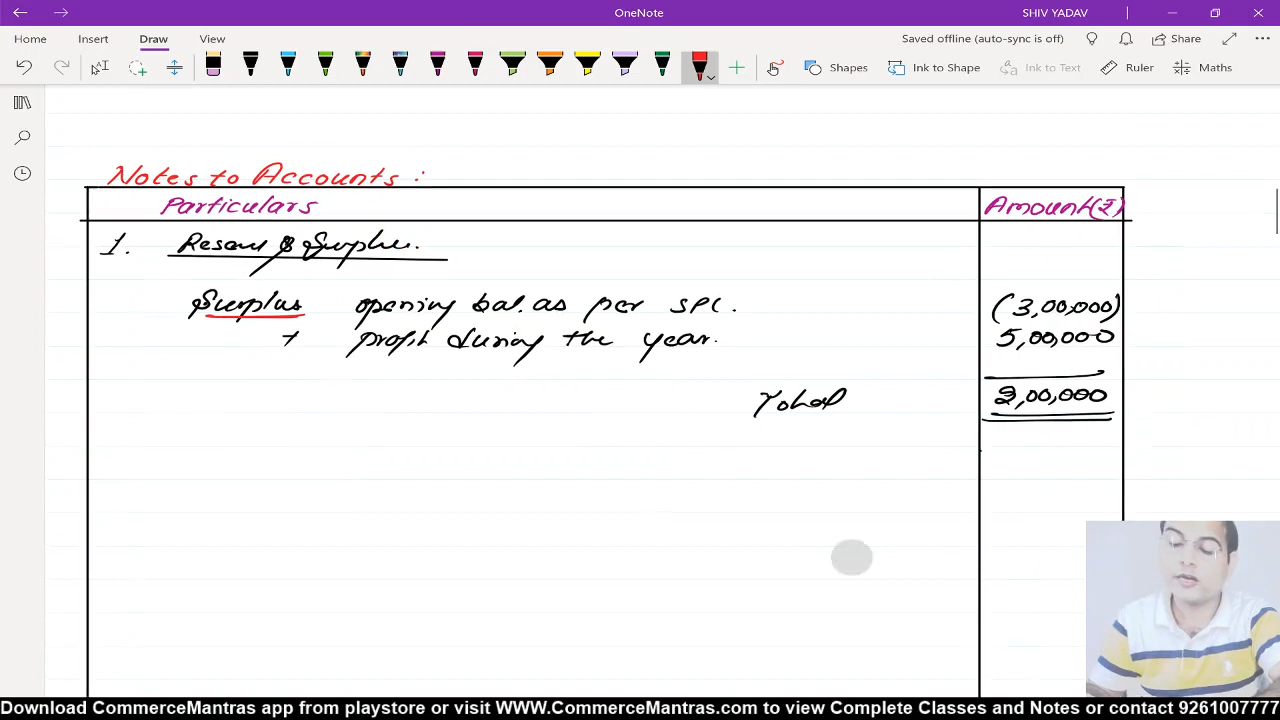 OneNote
SHIV YADAV
Home Insert Draw View
Saved offline (auto-sync is off)
Share
Shapes Ink to Shape Ink to Text Ruler Maths
Notes to Accounts :
Particulars Amount(₹)
1. Reserve & Surplus.
Surplus opening bal. as per SPL. (3,00,000)
+ profit during the year. 5,00,000
Total 2,00,000
Download CommerceMantras app from playstore or visit WWW.CommerceMantras.com to view Complete Classes and Notes or contact 9261007777